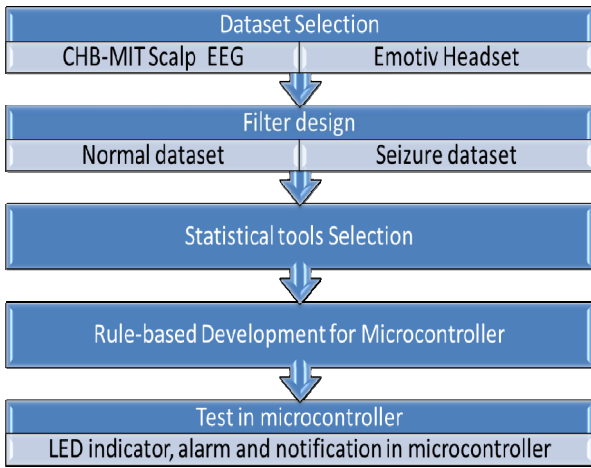 Dataset Selection
CHB-MIT Scalp EEG
Emotiv Headset
Filter design
Normal dataset
Seizure dataset
Statistical tools Selection
Rule-based Development for Microcontroller
Test in microcontroller
LED indicator, alarm and notification in microcontroller